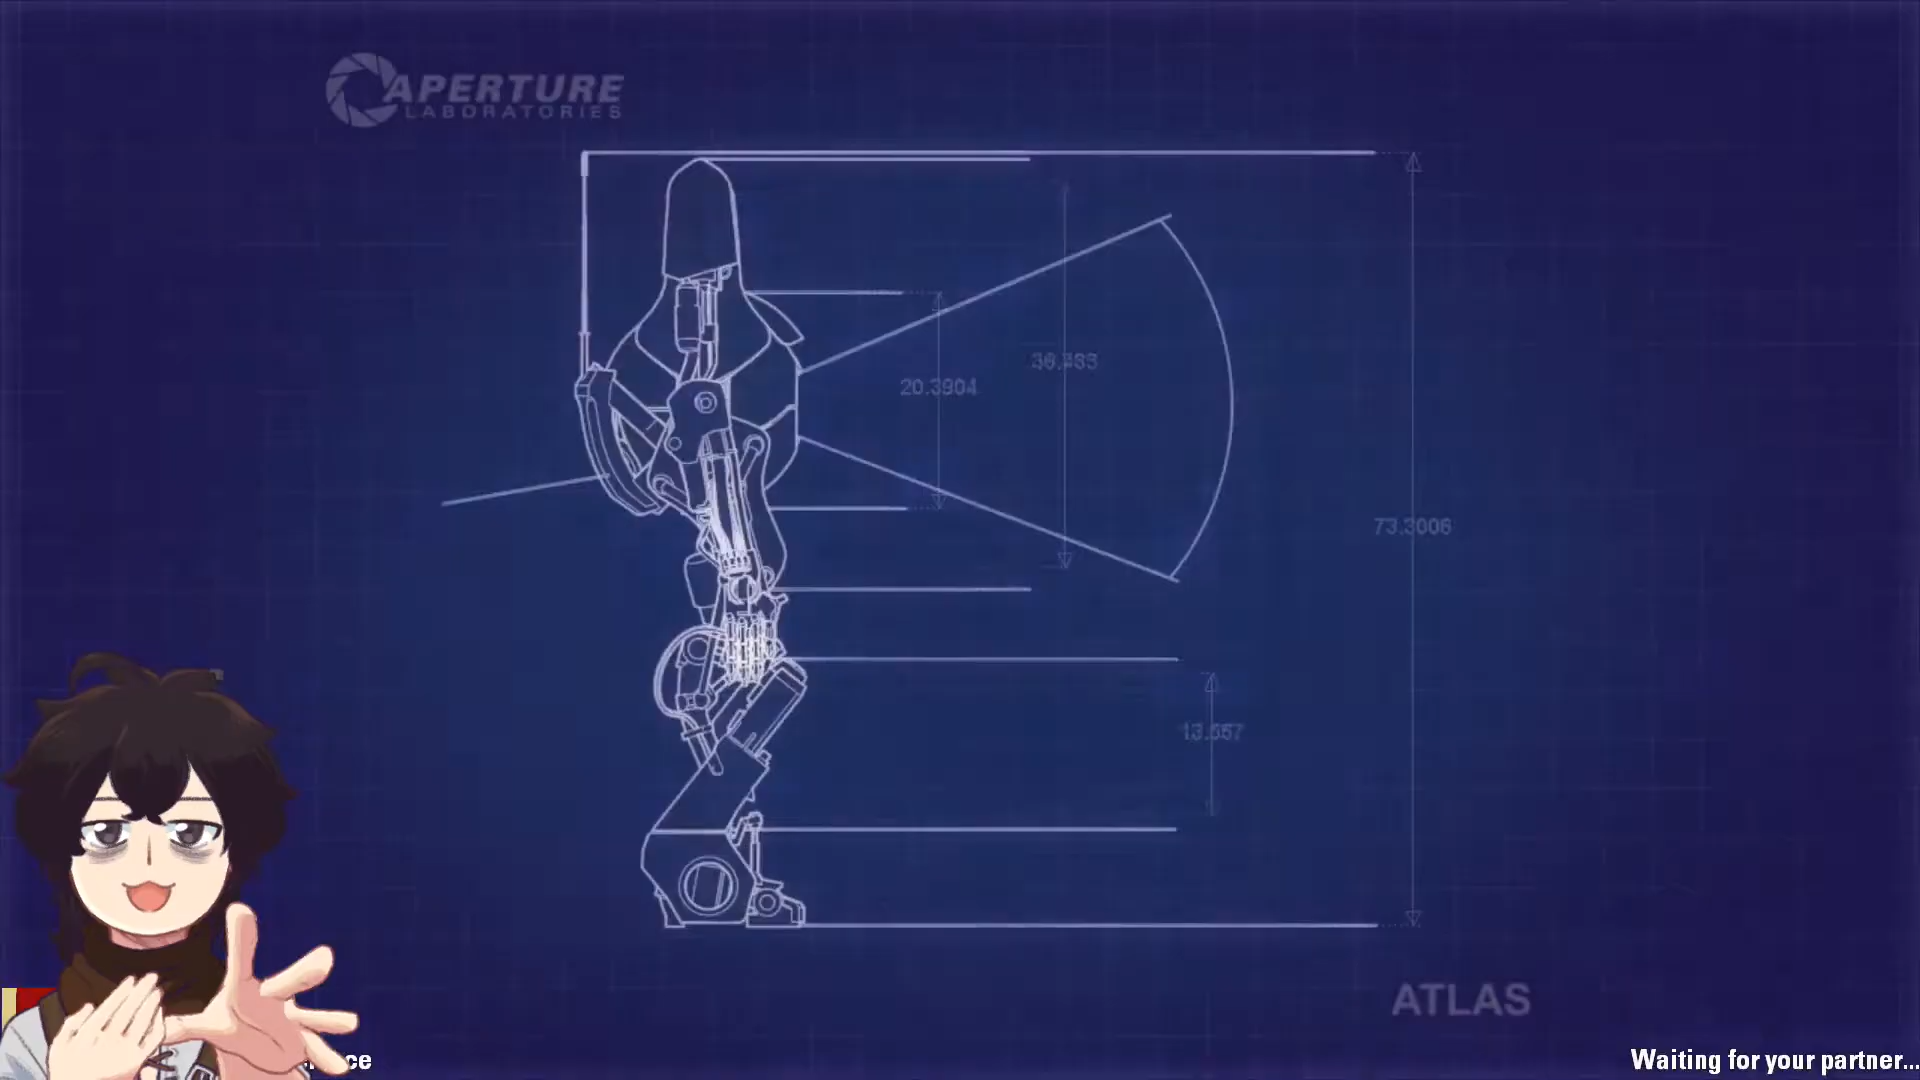 APERTURE
LABORATORIES
20.3904
73.3006
ATLAS
Waiting for your partner...